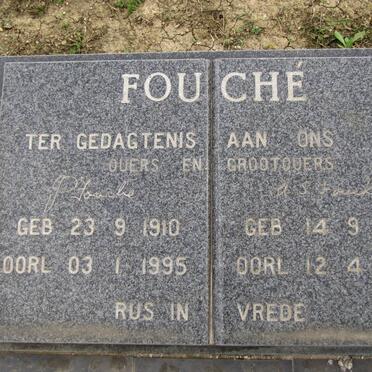 FOUCHÉ
TER GEDAGTENIS AAN ONS
OUERS EN GROOTOUERS
J Fouché
GEB 23 9 1910 GEB 14 9
OORL 03 1 1995 OORL 12 4
RUS IN VREDE